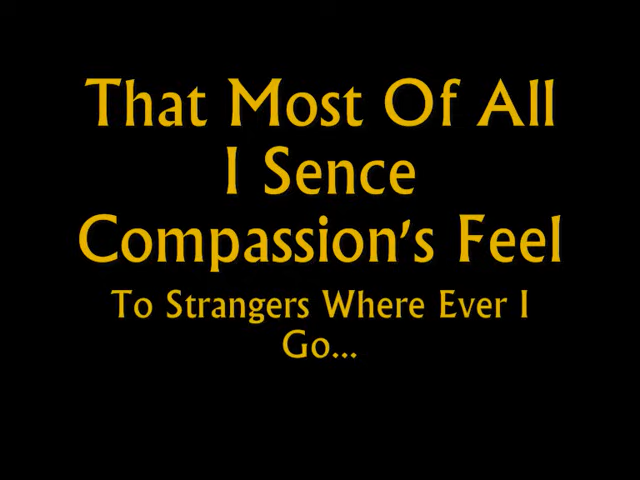 That Most Of All
I Sence
Compassion's Feel
To Strangers Where Ever I
Go...